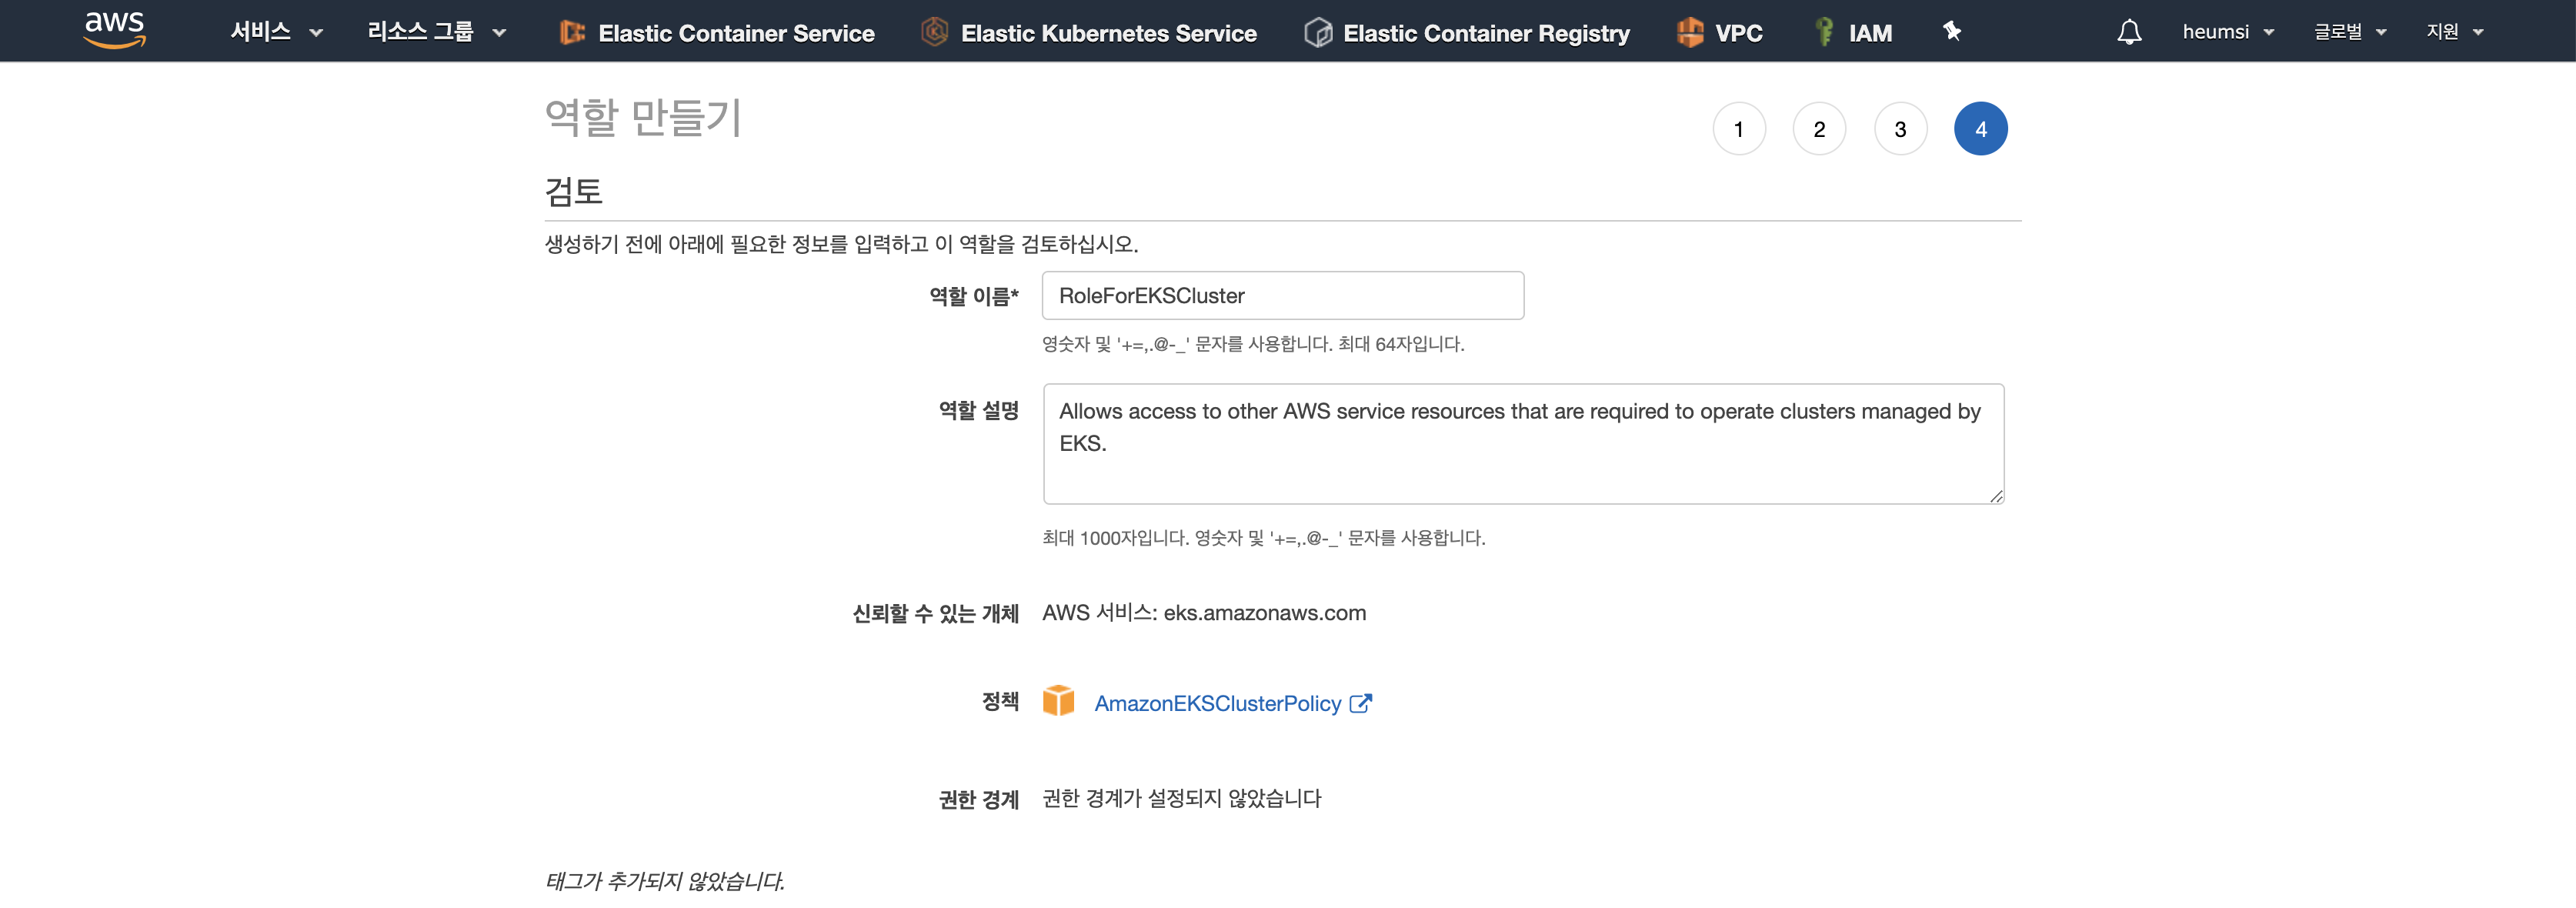 aws 서비스 리소스 그룹 Elastic Container Service Elastic Kubernetes Service Elastic Container Registry VPC IAM heumsi 글로벌 지원
역할 만들기
1 2 3 4
검토
생성하기 전에 아래에 필요한 정보를 입력하고 이 역할을 검토하십시오.
역할 이름* RoleForEKSCluster
영숫자 및 '+=,.@-_' 문자를 사용합니다. 최대 64자입니다.
역할 설명 Allows access to other AWS service resources that are required to operate clusters managed by
EKS.
최대 1000자입니다. 영숫자 및 '+=,.@-_' 문자를 사용합니다.
신뢰할 수 있는 개체 AWS 서비스: eks.amazonaws.com
정책 AmazonEKSClusterPolicy
권한 경계 권한 경계가 설정되지 않았습니다
태그가 추가되지 않았습니다.